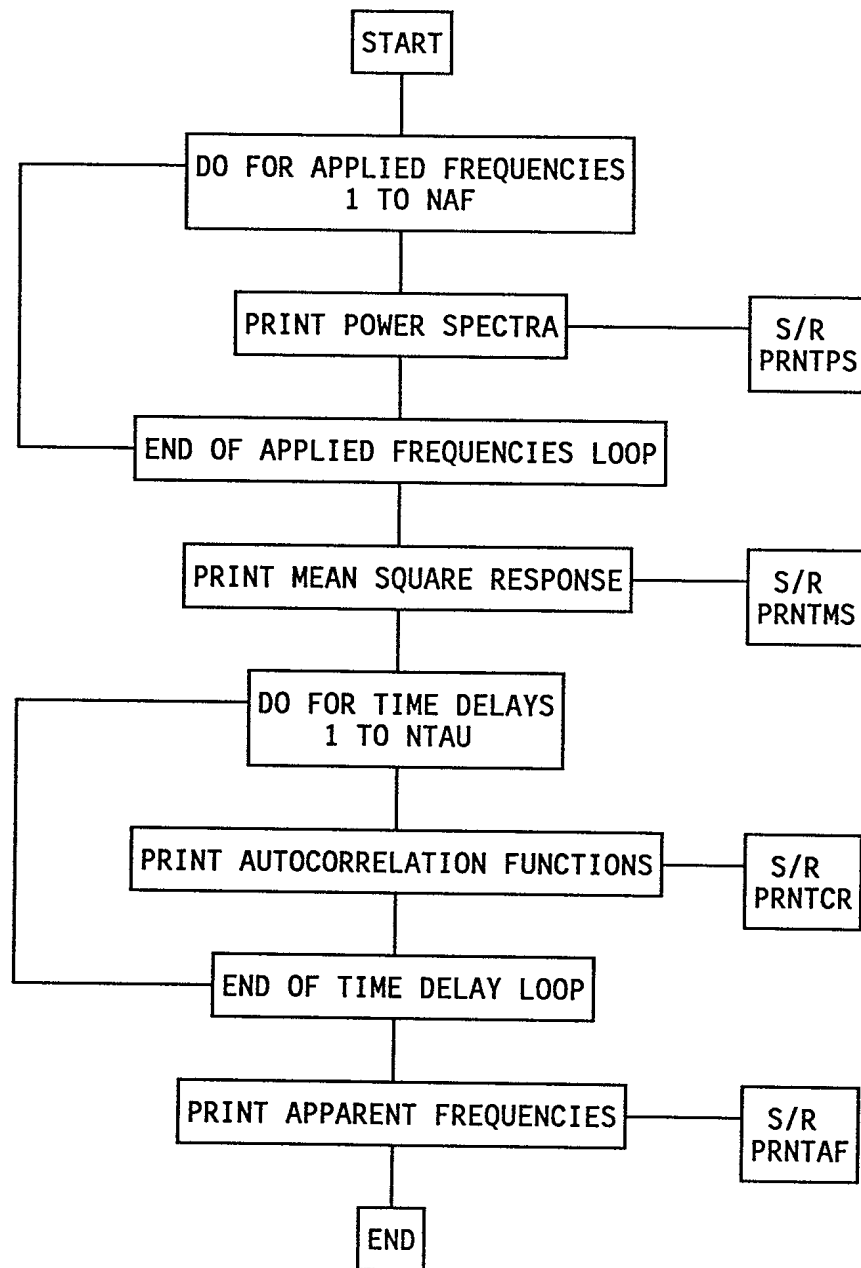 START
DO FOR APPLIED FREQUENCIES
1 TO NAF
PRINT POWER SPECTRA
S/R
PRNTPS
END OF APPLIED FREQUENCIES LOOP
PRINT MEAN SQUARE RESPONSE
S/R
PRNTMS
DO FOR TIME DELAYS
1 TO NTAU
PRINT AUTOCORRELATION FUNCTIONS
S/R
PRNTCR
END OF TIME DELAY LOOP
PRINT APPARENT FREQUENCIES
S/R
PRNTAF
END